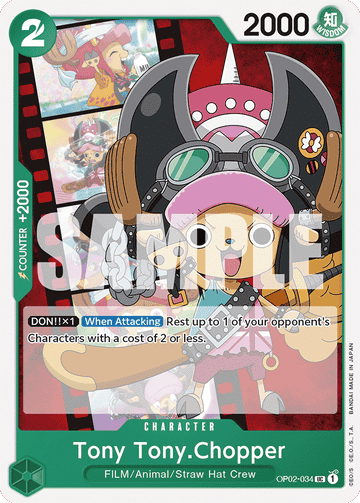 2
2000
知
WISDOM
COUNTER +2000
SAMPLE
DON!!×1 When Attacking Rest up to 1 of your opponent's
Characters with a cost of 2 or less.
CHARACTER
Tony Tony.Chopper
FILM/Animal/Straw Hat Crew
OP02-034 UC 1
BANDAI MADE IN JAPAN